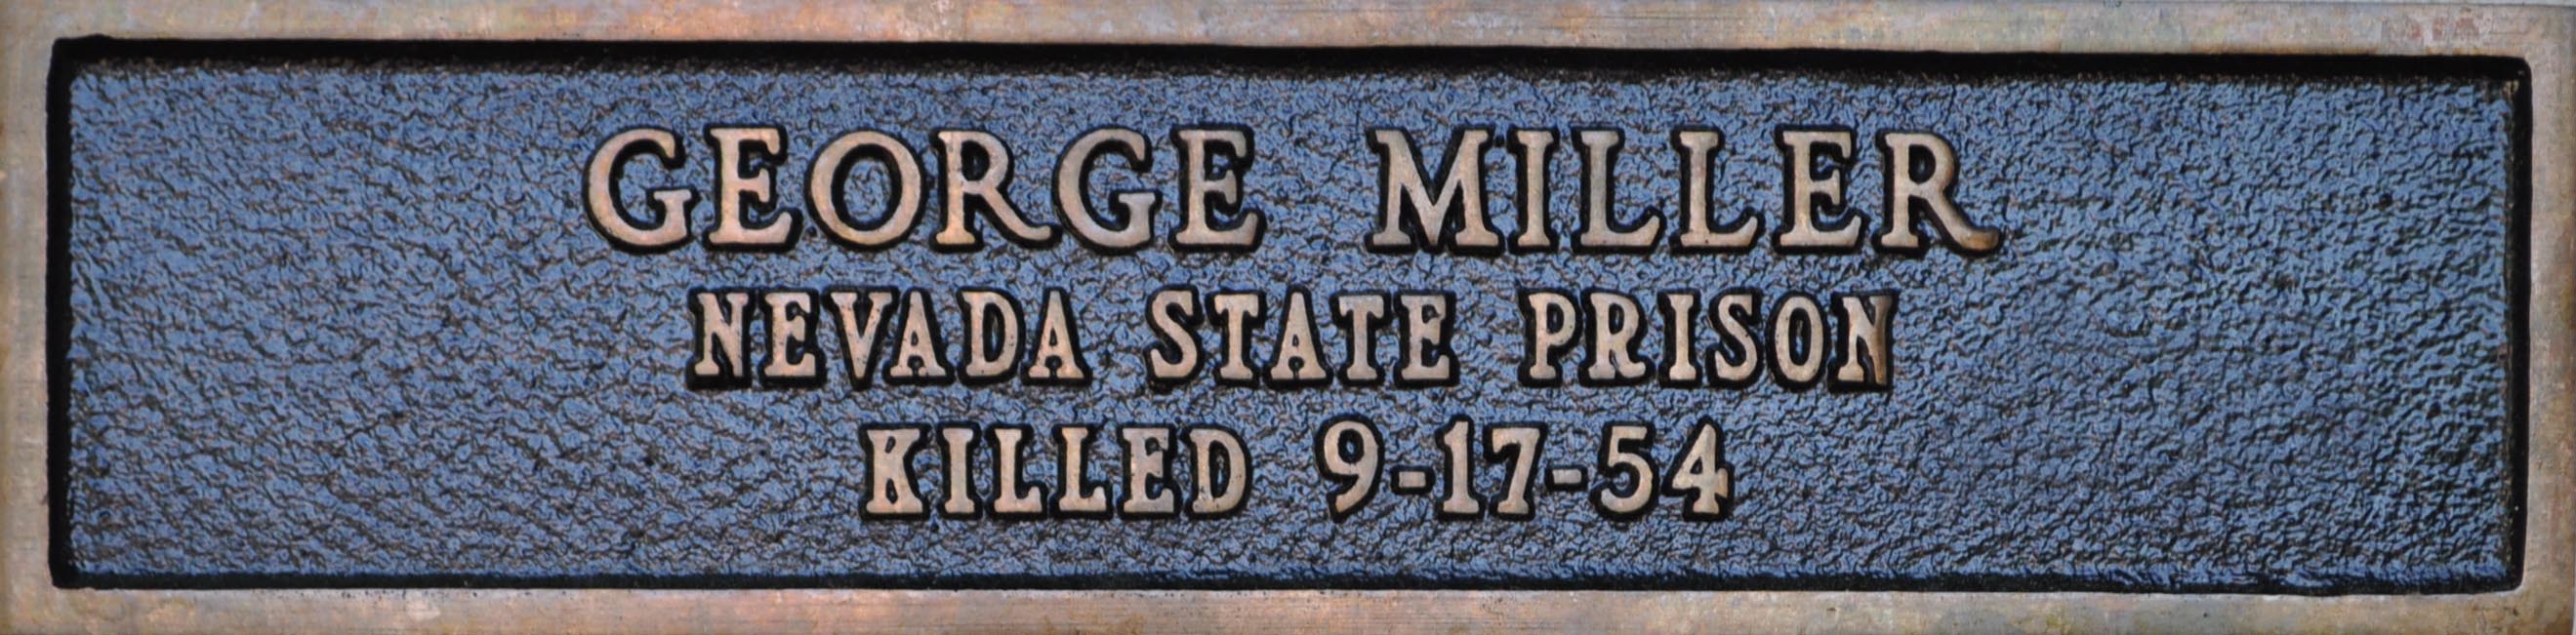 GEORGE MILLER
NEVADA STATE PRISON
KILLED 9-17-54